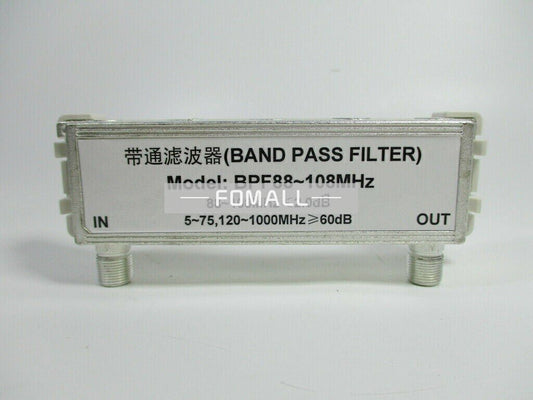 带通滤波器(BAND PASS FILTER)
Model: BPF88~108MHz
FOMALL
5~75,120~1000MHz≥60dB
IN
OUT